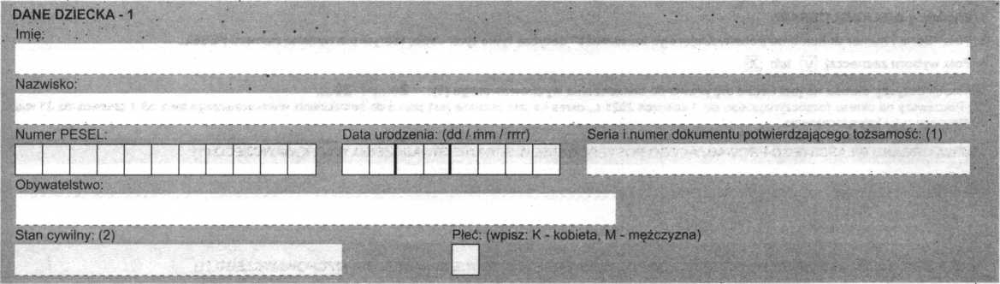 DANE DZIECKA - 1
Imię:
Nazwisko:
Numer PESEL: Data urodzenia: (dd / mm / rrrr) Seria i numer dokumentu potwierdzającego tożsamość: (1)
Obywatelstwo:
Stan cywilny: (2) Płeć: (wpisz: K - kobieta, M - mężczyzna)